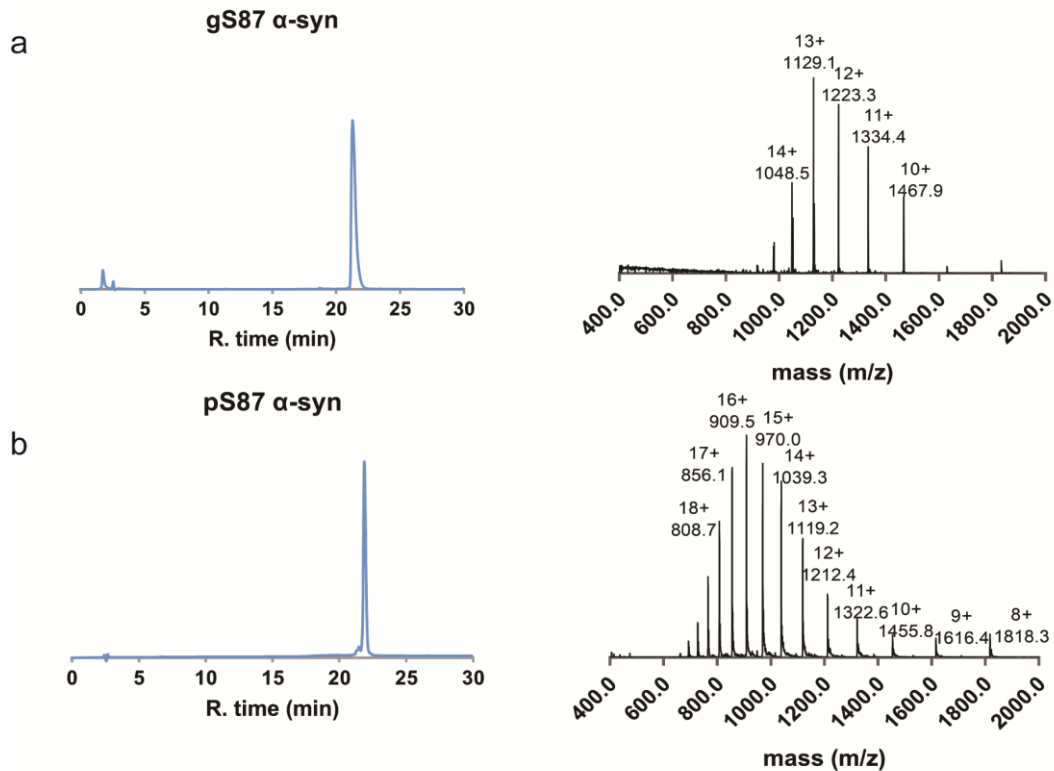 a
gS87 α-syn
0 5 10 15 20 25 30
R. time (min)
13+
1129.1
12+
1223.3
11+
1334.4
14+
1048.5
10+
1467.9
400.0 600.0 800.0 1000.0 1200.0 1400.0 1600.0 1800.0 2000.0
mass (m/z)
b
pS87 α-syn
0 5 10 15 20 25 30
R. time (min)
16+
909.5
15+
970.0
17+
856.1
14+
1039.3
18+
808.7
13+
1119.2
12+
1212.4
11+
1322.6
10+
1455.8
9+
1616.4
8+
1818.3
400.0 600.0 800.0 1000.0 1200.0 1400.0 1600.0 1800.0 2000.0
mass (m/z)